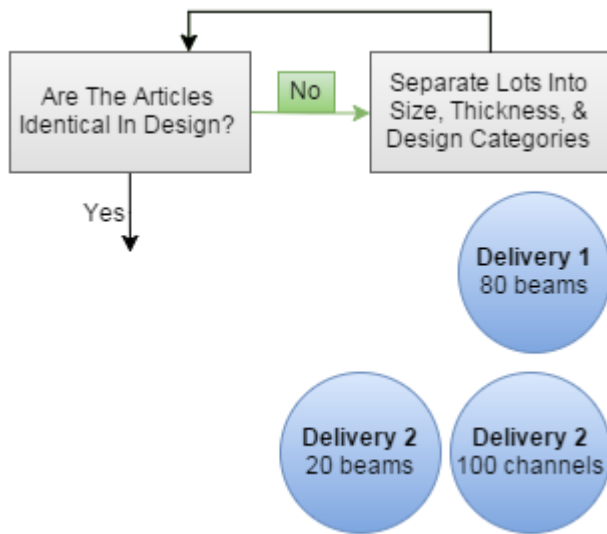 Are The Articles
Identical In Design?
No
Separate Lots Into
Size, Thickness, &
Design Categories
Yes
Delivery 1
80 beams
Delivery 2
20 beams
Delivery 2
100 channels